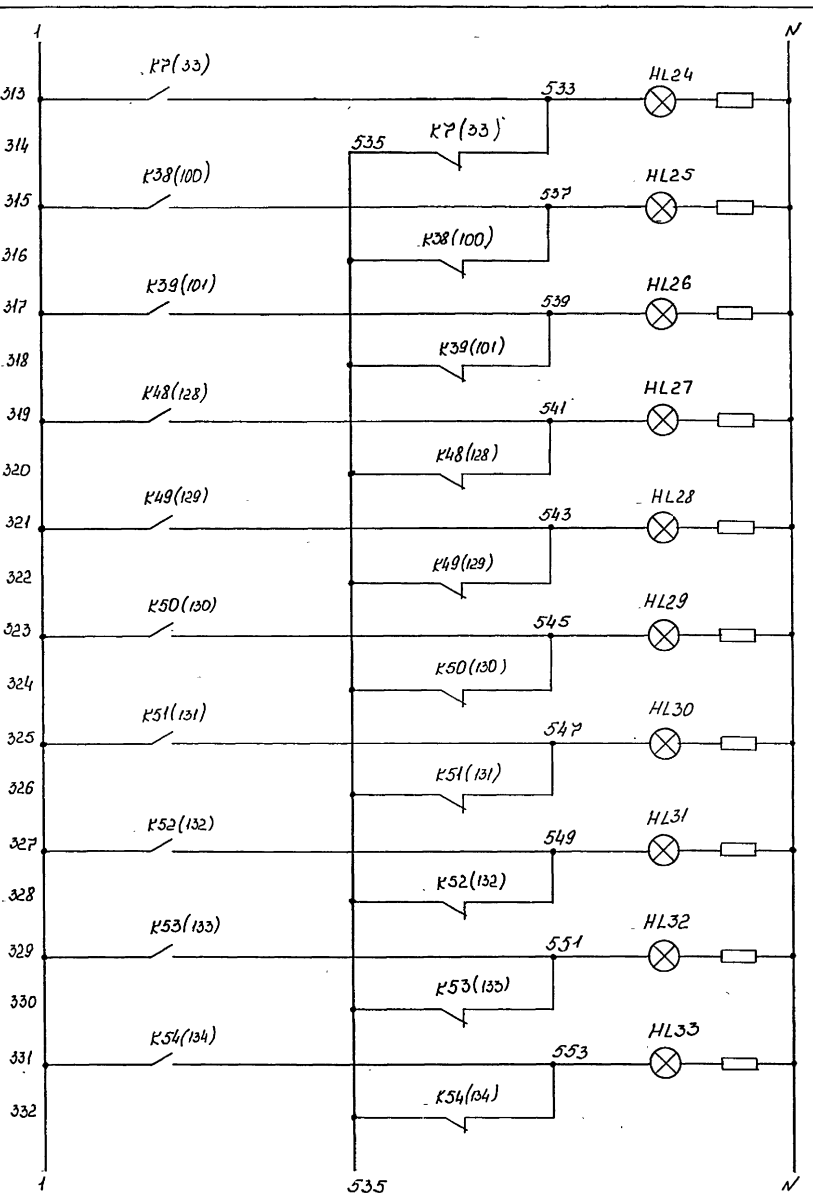 1 N
K7(33) HL24
313 533
K7(33)
314 535
K38(100) HL25
315 537
K38(100)
316
K39(101) HL26
317 539
K39(101)
318
K48(128) HL27
319 541
K48(128)
320
K49(129) HL28
321 543
K49(129)
322
K50(130) HL29
323 545
K50(130)
324
K51(131) HL30
325 547
K51(131)
326
K52(132) HL31
327 549
K52(132)
328
K53(133) HL32
329 551
K53(133)
330
K54(134) HL33
331 553
K54(134)
332
1 535 N